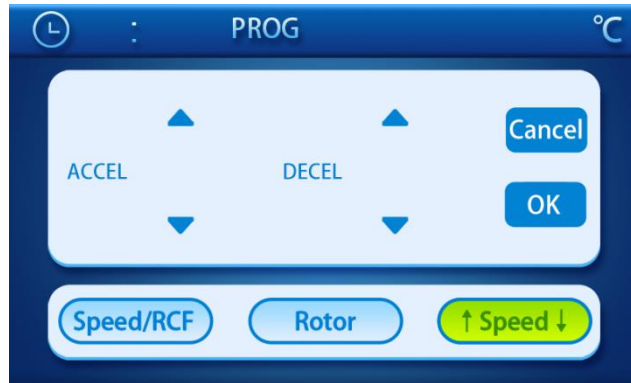 : PROG °C
Cancel
ACCEL DECEL
OK
Speed/RCF Rotor ↑ Speed ↓